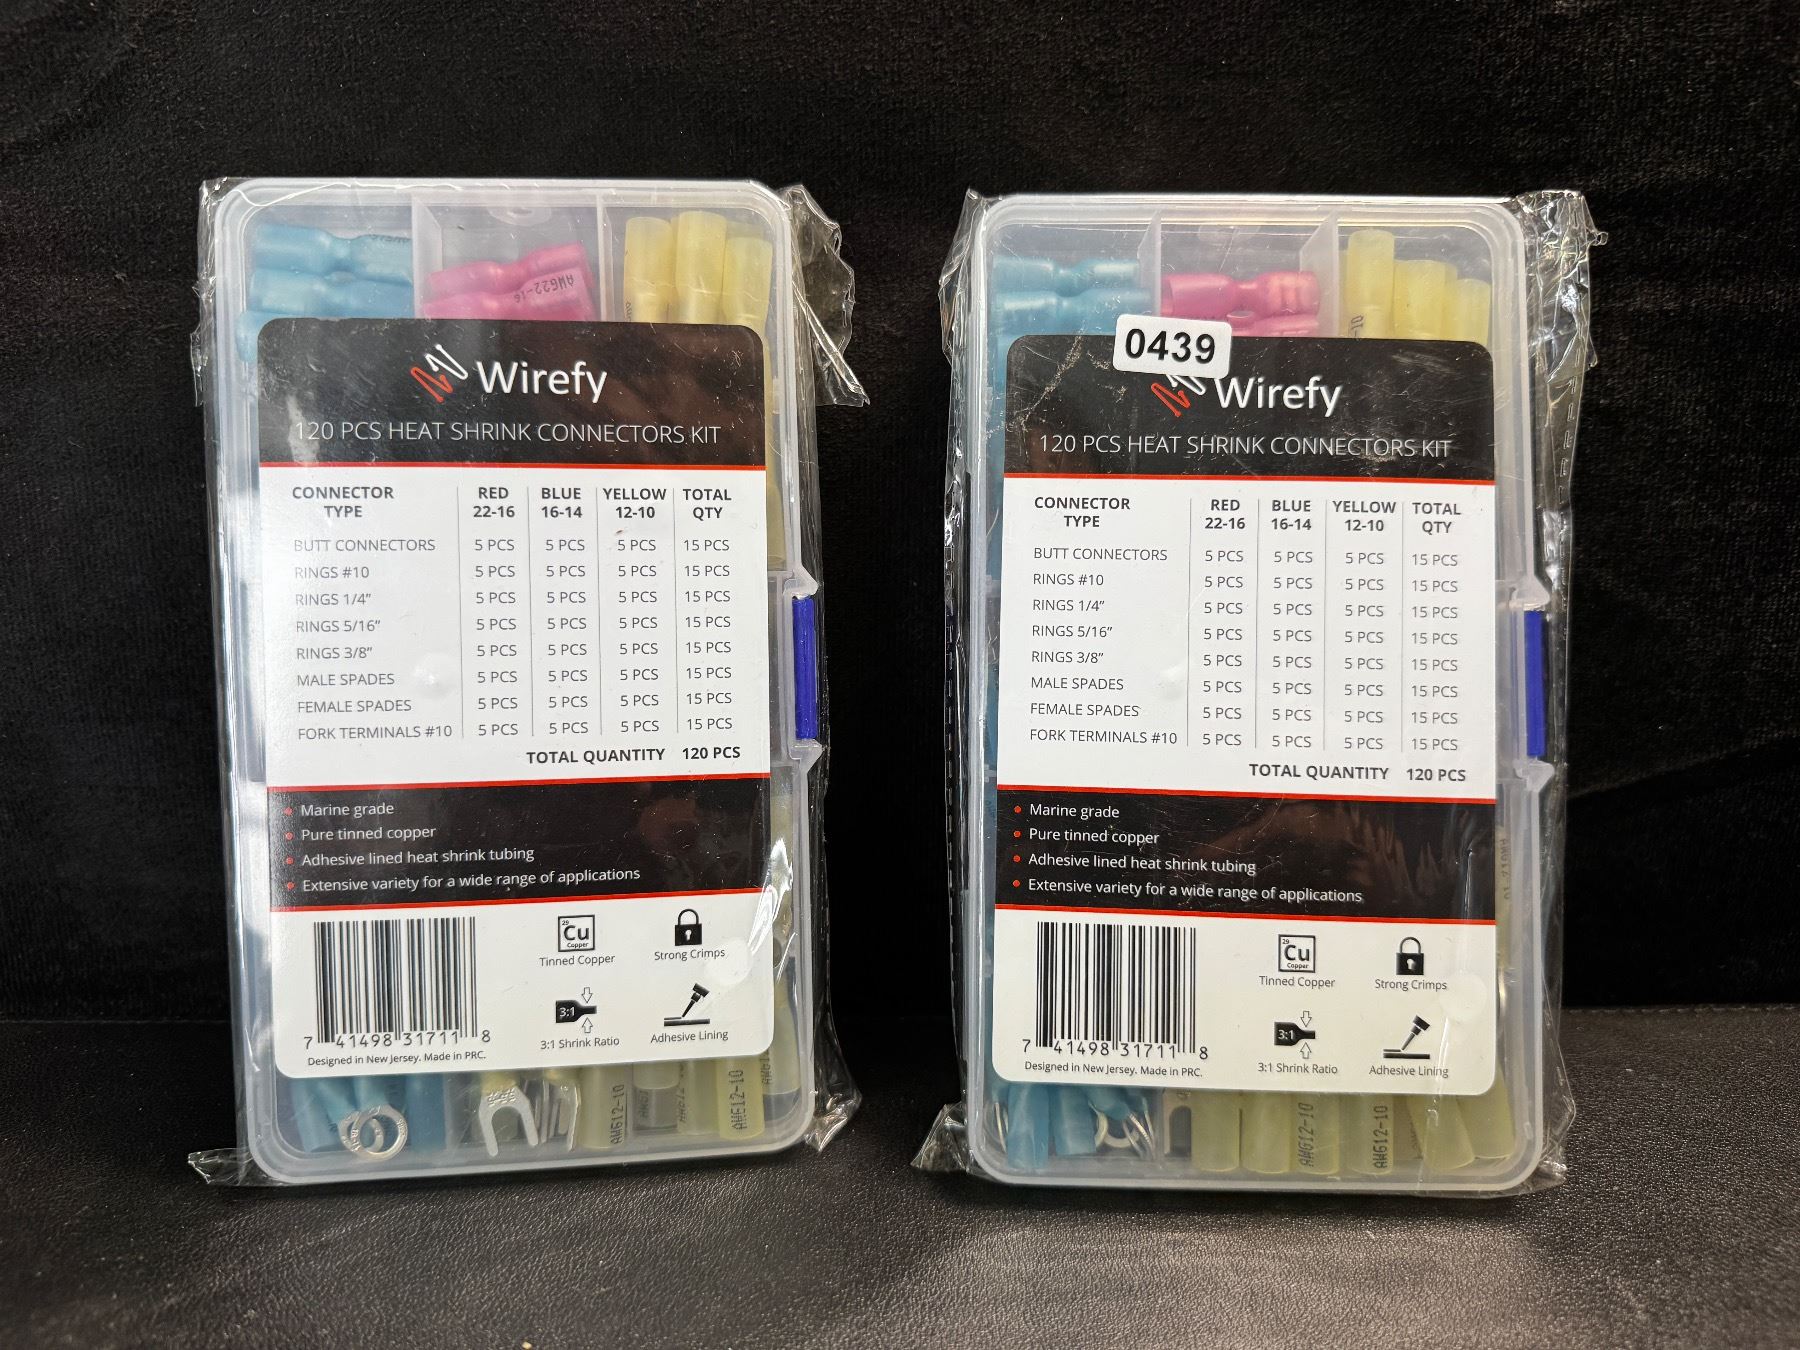 AWG22-16
Wirefy
120 PCS HEAT SHRINK CONNECTORS KIT
CONNECTOR TYPE RED 22-16 BLUE 16-14 YELLOW 12-10 TOTAL QTY
BUTT CONNECTORS 5 PCS 5 PCS 5 PCS 15 PCS
RINGS #10 5 PCS 5 PCS 5 PCS 15 PCS
RINGS 1/4" 5 PCS 5 PCS 5 PCS 15 PCS
RINGS 5/16" 5 PCS 5 PCS 5 PCS 15 PCS
RINGS 3/8" 5 PCS 5 PCS 5 PCS 15 PCS
MALE SPADES 5 PCS 5 PCS 5 PCS 15 PCS
FEMALE SPADES 5 PCS 5 PCS 5 PCS 15 PCS
FORK TERMINALS #10 5 PCS 5 PCS 5 PCS 15 PCS
TOTAL QUANTITY 120 PCS
Marine grade
Pure tinned copper
Adhesive lined heat shrink tubing
Extensive variety for a wide range of applications
29
Cu
Copper
Tinned Copper
Strong Crimps
3:1
3:1 Shrink Ratio
Adhesive Lining
7 41498 31711 8
Designed in New Jersey. Made in PRC.
AWG12-10
AWG12-10
0439
Wirefy
120 PCS HEAT SHRINK CONNECTORS KIT
CONNECTOR TYPE RED 22-16 BLUE 16-14 YELLOW 12-10 TOTAL QTY
BUTT CONNECTORS 5 PCS 5 PCS 5 PCS 15 PCS
RINGS #10 5 PCS 5 PCS 5 PCS 15 PCS
RINGS 1/4" 5 PCS 5 PCS 5 PCS 15 PCS
RINGS 5/16" 5 PCS 5 PCS 5 PCS 15 PCS
RINGS 3/8" 5 PCS 5 PCS 5 PCS 15 PCS
MALE SPADES 5 PCS 5 PCS 5 PCS 15 PCS
FEMALE SPADES 5 PCS 5 PCS 5 PCS 15 PCS
FORK TERMINALS #10 5 PCS 5 PCS 5 PCS 15 PCS
TOTAL QUANTITY 120 PCS
Marine grade
Pure tinned copper
Adhesive lined heat shrink tubing
Extensive variety for a wide range of applications
29
Cu
Copper
Tinned Copper
Strong Crimps
3:1
3:1 Shrink Ratio
Adhesive Lining
7 41498 31711 8
Designed in New Jersey. Made in PRC.
AWG12-10
AWG12-10